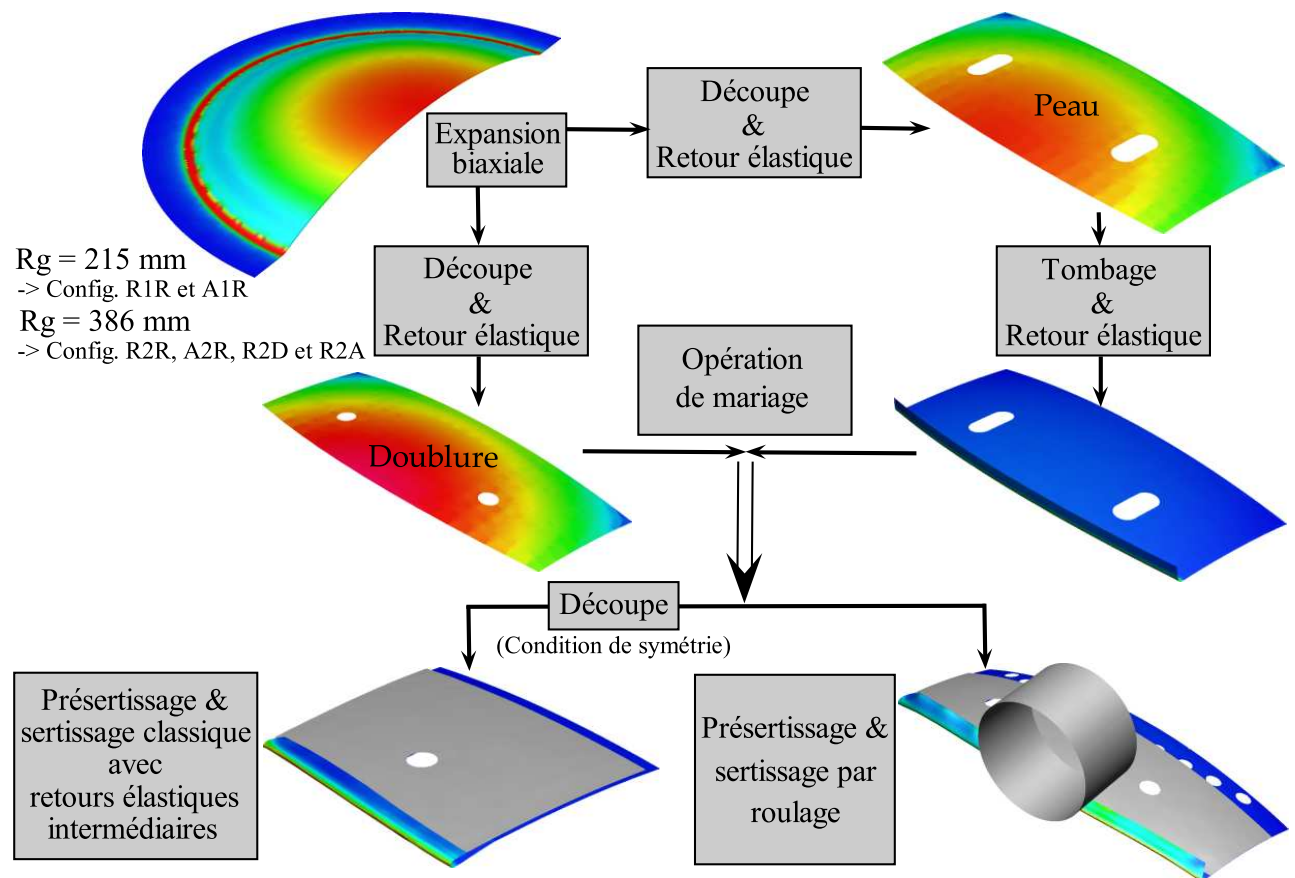 Découpe
&
Retour élastique
Peau
Expansion
biaxiale
Rg = 215 mm
-> Config. R1R et A1R
Rg = 386 mm
-> Config. R2R, A2R, R2D et R2A
Découpe
&
Retour élastique
Tombage
&
Retour élastique
Opération
de mariage
Doublure
Découpe
(Condition de symétrie)
Présertissage &
sertissage classique
avec
retours élastiques
intermédiaires
Présertissage &
sertissage par
roulage